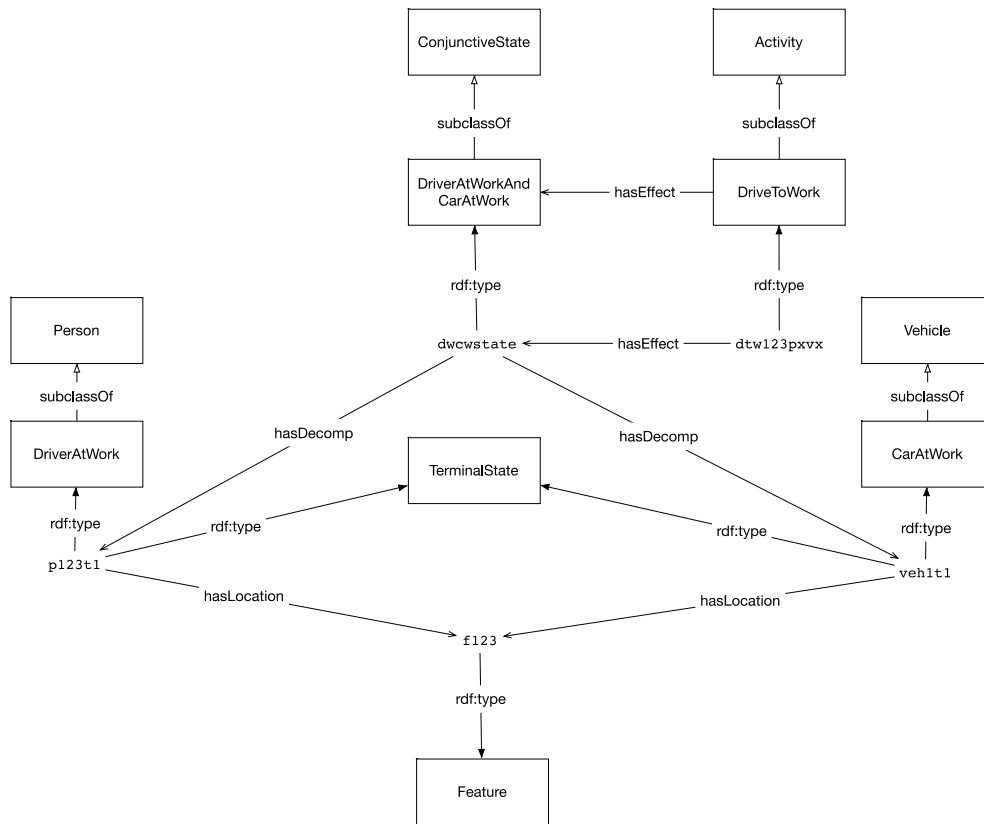 ConjunctiveState
Activity
subclassOf
subclassOf
DriverAtWorkAnd
CarAtWork
hasEffect
DriveToWork
rdf:type
rdf:type
Person
Vehicle
dwcwstate
hasEffect
dtw123pxvx
subclassOf
subclassOf
hasDecomp
hasDecomp
DriverAtWork
TerminalState
CarAtWork
rdf:type
rdf:type
rdf:type
rdf:type
p123t1
veh1t1
hasLocation
hasLocation
f123
rdf:type
Feature